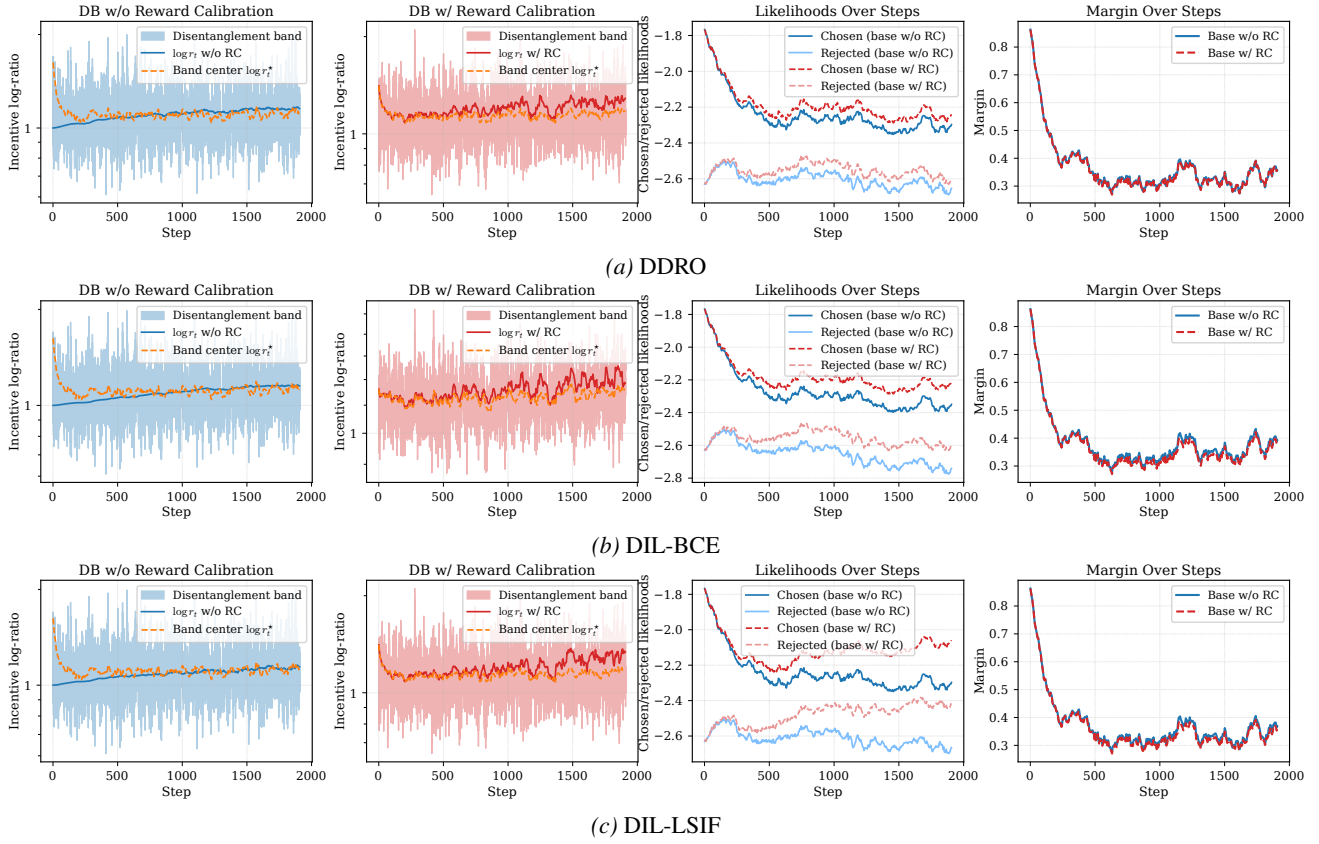 DB w/o Reward Calibration
DB w/ Reward Calibration
Likelihoods Over Steps
Margin Over Steps
Incentive log-ratio
1
Disentanglement band
log r_t w/o RC
Band center log r_t^⋆
0 500 1000 1500 2000
Step
Incentive log-ratio
1
Disentanglement band
log r_t w/ RC
Band center log r_t^⋆
0 500 1000 1500 2000
Step
Chosen/rejected likelihoods
−1.8
−2.0
−2.2
−2.4
−2.6
Chosen (base w/o RC)
Rejected (base w/o RC)
Chosen (base w/ RC)
Rejected (base w/ RC)
0 500 1000 1500 2000
Step
Margin
0.8
0.7
0.6
0.5
0.4
0.3
Base w/o RC
Base w/ RC
0 500 1000 1500 2000
Step
(a) DDRO
DB w/o Reward Calibration
DB w/ Reward Calibration
Likelihoods Over Steps
Margin Over Steps
Incentive log-ratio
1
Disentanglement band
log r_t w/o RC
Band center log r_t^⋆
0 500 1000 1500 2000
Step
Incentive log-ratio
1
Disentanglement band
log r_t w/ RC
Band center log r_t^⋆
0 500 1000 1500 2000
Step
Chosen/rejected likelihoods
−1.8
−2.0
−2.2
−2.4
−2.6
−2.8
Chosen (base w/o RC)
Rejected (base w/o RC)
Chosen (base w/ RC)
Rejected (base w/ RC)
0 500 1000 1500 2000
Step
Margin
0.8
0.7
0.6
0.5
0.4
0.3
Base w/o RC
Base w/ RC
0 500 1000 1500 2000
Step
(b) DIL-BCE
DB w/o Reward Calibration
DB w/ Reward Calibration
Likelihoods Over Steps
Margin Over Steps
Incentive log-ratio
1
Disentanglement band
log r_t w/o RC
Band center log r_t^⋆
0 500 1000 1500 2000
Step
Incentive log-ratio
1
Disentanglement band
log r_t w/ RC
Band center log r_t^⋆
0 500 1000 1500 2000
Step
Chosen/rejected likelihoods
−1.8
−2.0
−2.2
−2.4
−2.6
Chosen (base w/o RC)
Rejected (base w/o RC)
Chosen (base w/ RC)
Rejected (base w/ RC)
0 500 1000 1500 2000
Step
Margin
0.8
0.7
0.6
0.5
0.4
0.3
Base w/o RC
Base w/ RC
0 500 1000 1500 2000
Step
(c) DIL-LSIF